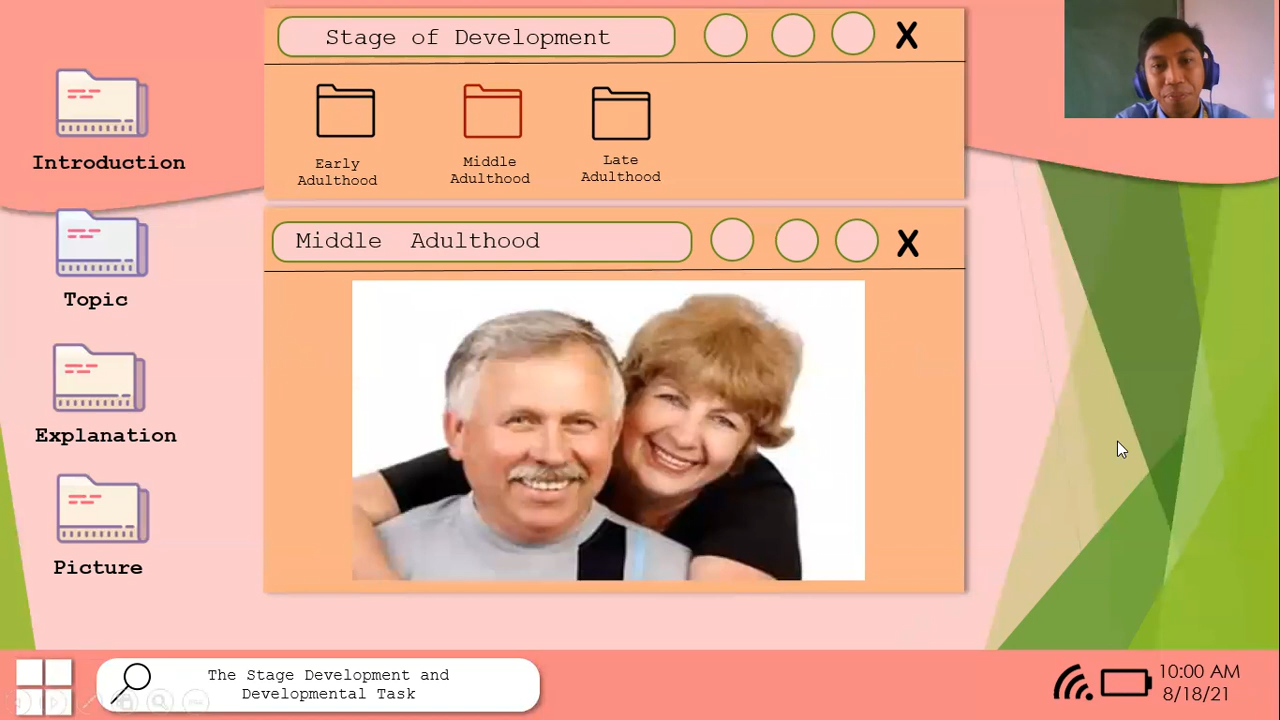 Stage of Development
X
Early
Adulthood
Middle
Adulthood
Late
Adulthood
Introduction
Topic
Explanation
Picture
Middle Adulthood
X
The Stage Development and
Developmental Task
10:00 AM
8/18/21